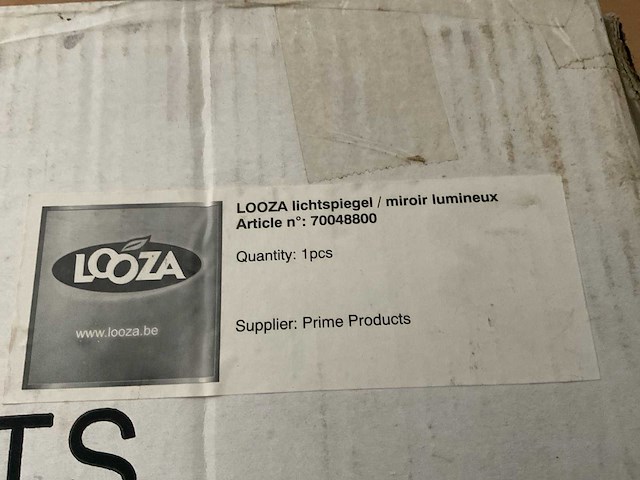 LOOZA
www.looza.be
LOOZA lichtspiegel / miroir lumineux
Article n°: 70048800
Quantity: 1pcs
Supplier: Prime Products
TS